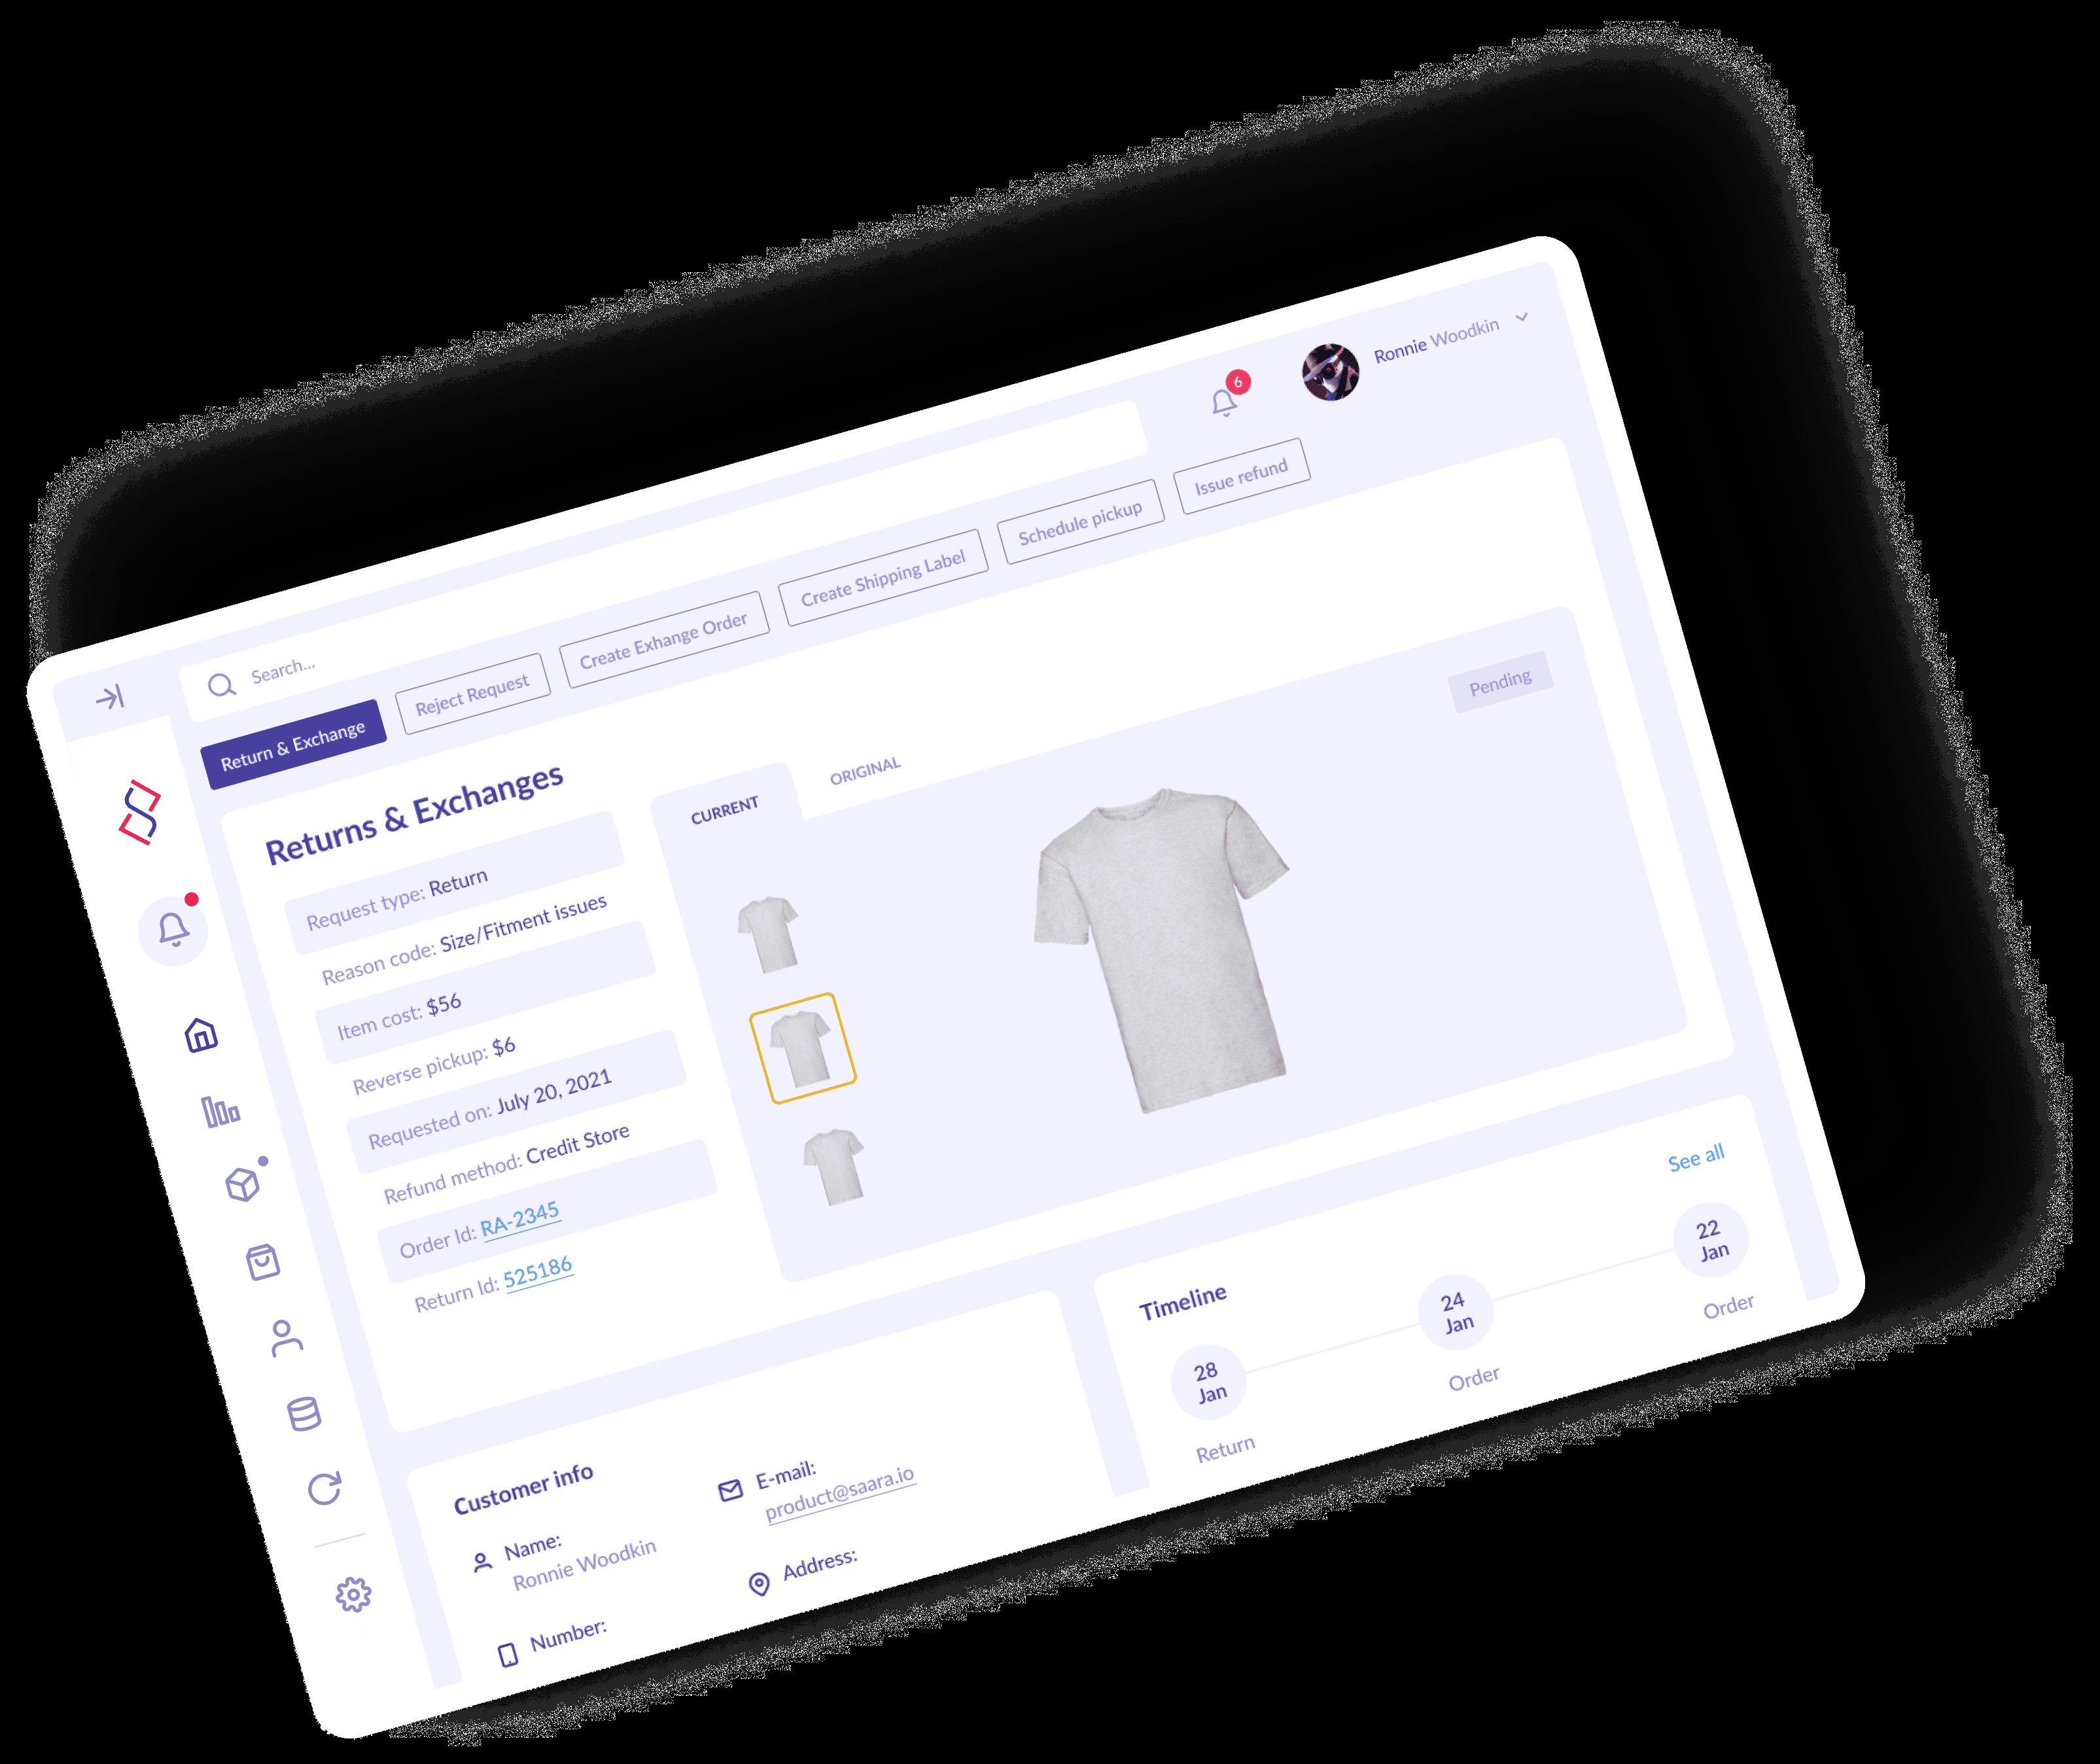 Ronnie Woodkin
6
Search...
Return & Exchange
Reject Request
Create Exhange Order
Create Shipping Label
Schedule pickup
Issue refund
Returns & Exchanges
Request type: Return
Reason code: Size/Fitment issues
Item cost: $56
Reverse pickup: $6
Requested on: July 20, 2021
Refund method: Credit Store
Order Id: RA-2345
Return Id: 525186
CURRENT
ORIGINAL
Pending
Customer info
Name:
Ronnie Woodkin
Number:
E-mail:
product@saara.io
Address:
Timeline
See all
28
Jan
Return
24
Jan
Order
22
Jan
Order